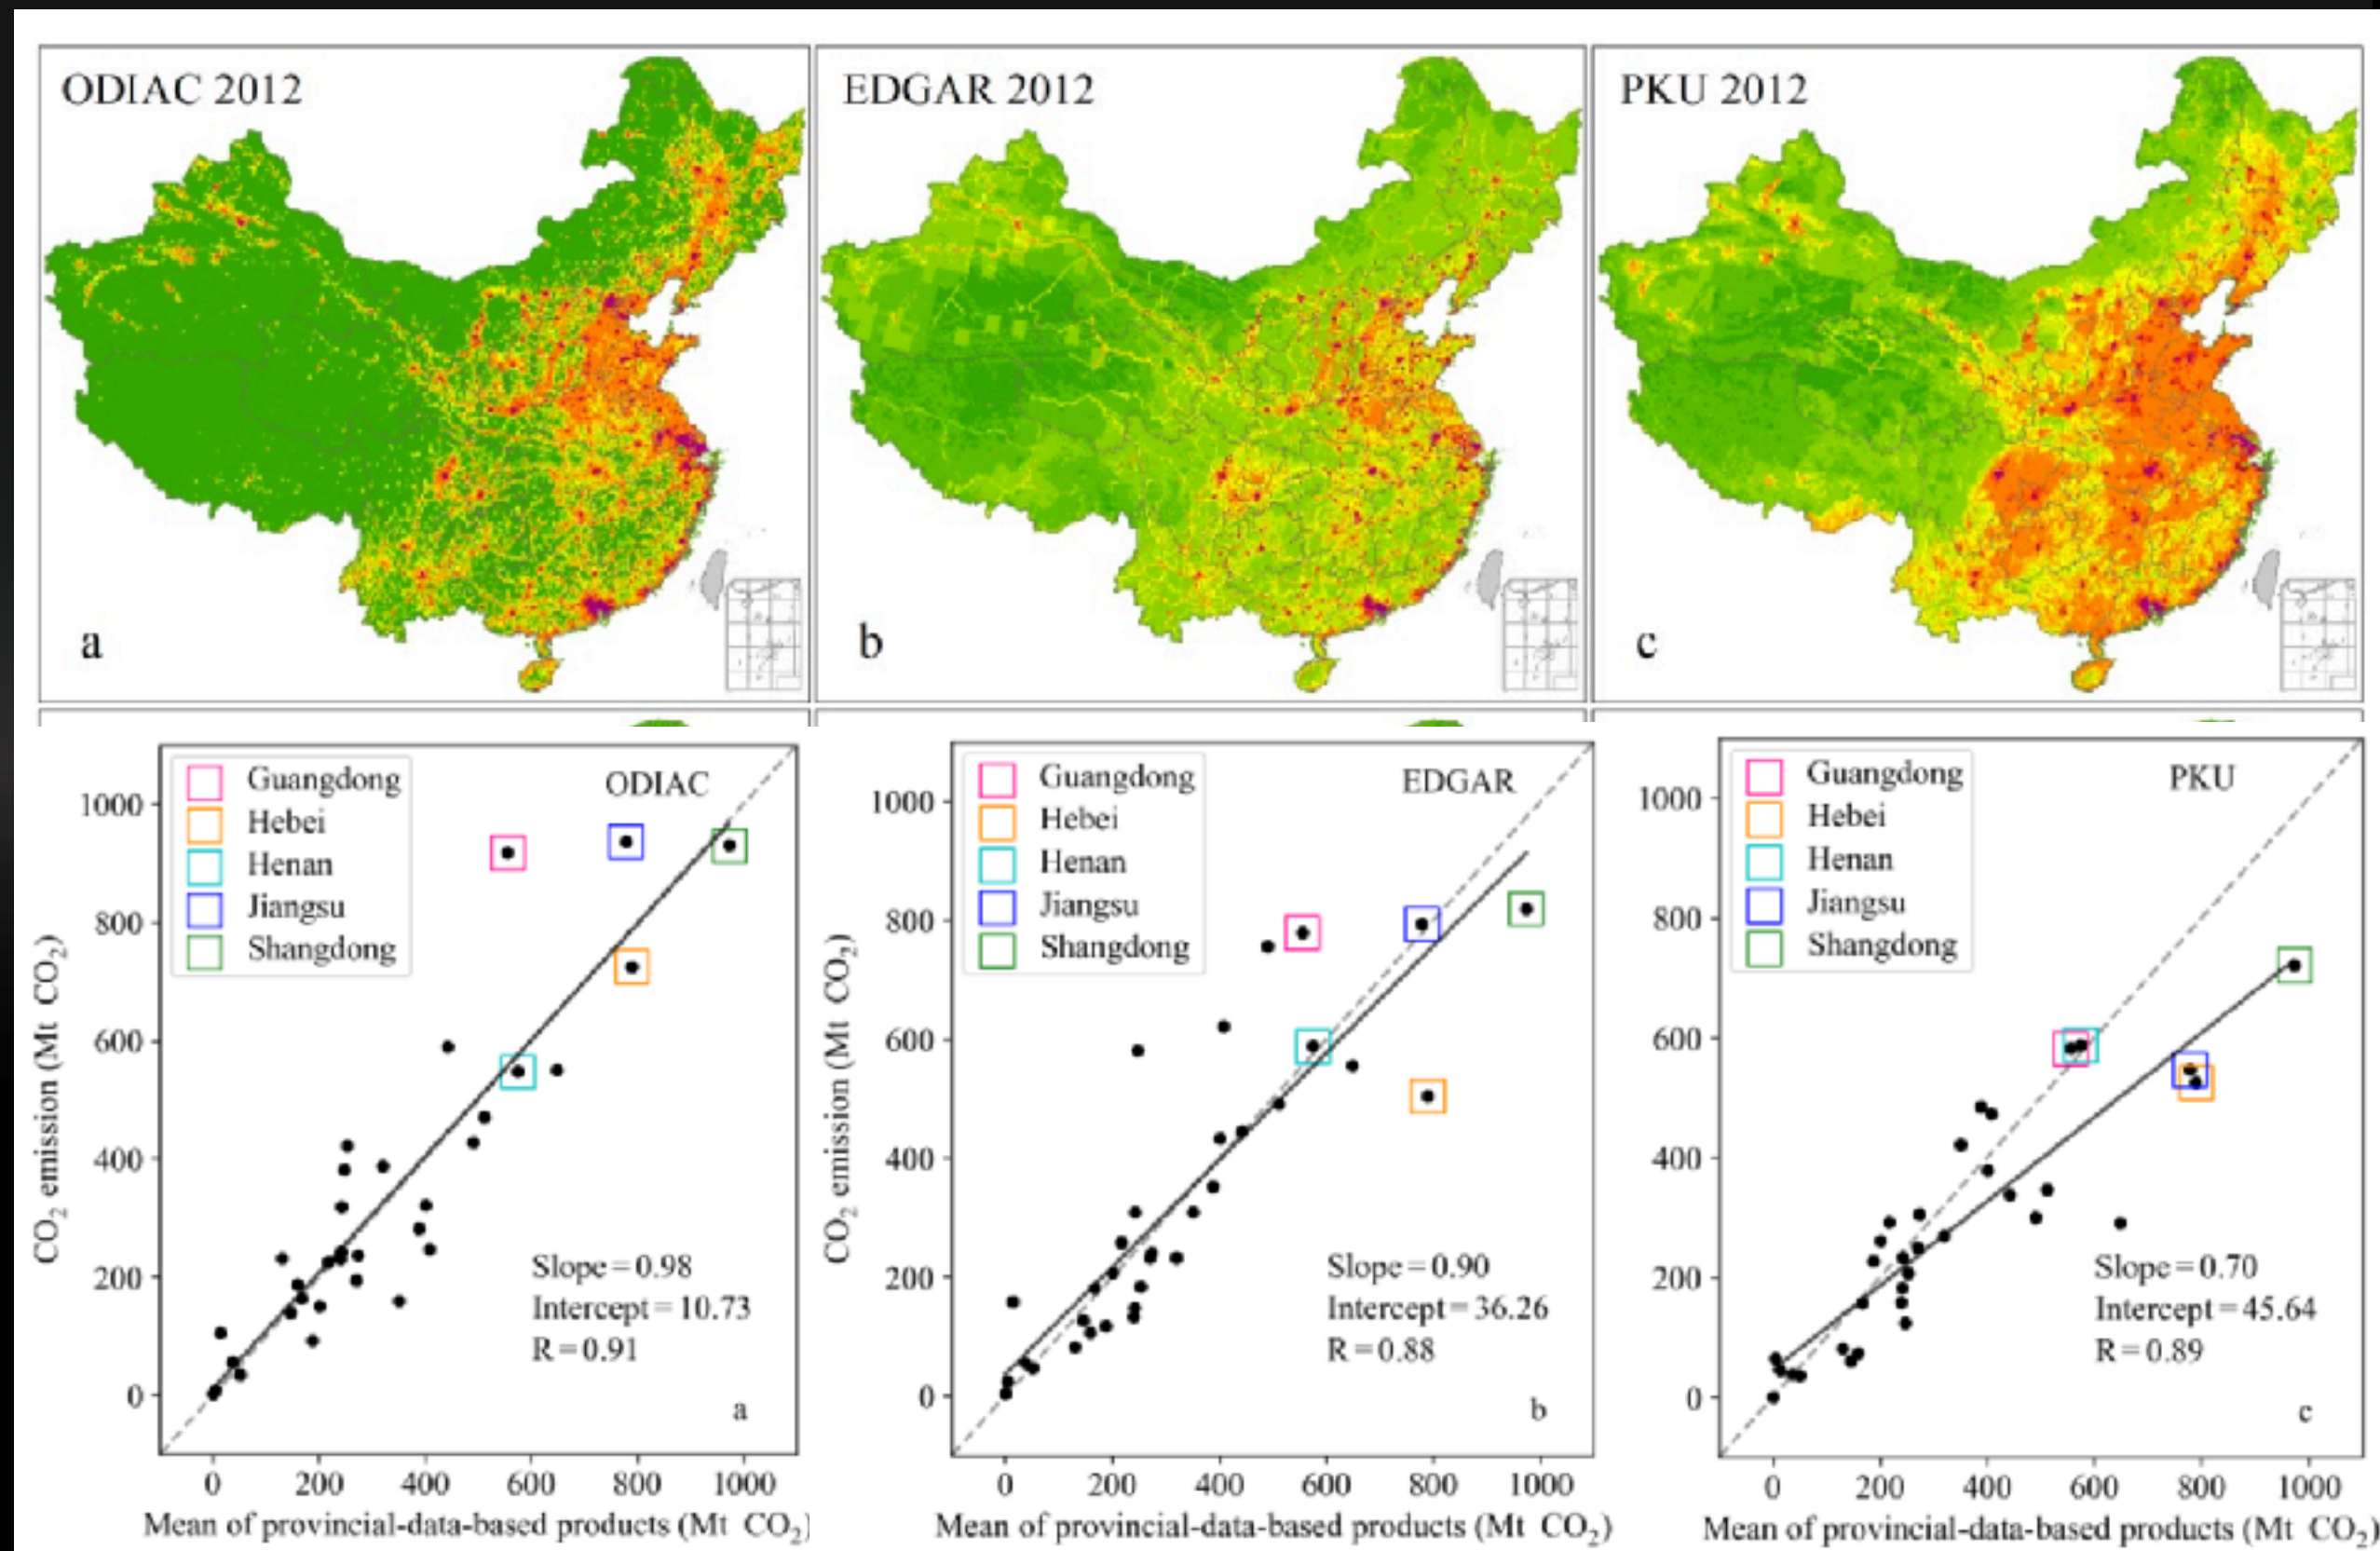 ODIAC 2012
EDGAR 2012
PKU 2012
a
b
c
Guangdong
Hebei
Henan
Jiangsu
Shangdong
ODIAC
1000
800
600
400
200
0
CO₂ emission (Mt CO₂)
Slope = 0.98
Intercept = 10.73
R = 0.91
a
0 200 400 600 800 1000
Mean of provincial-data-based products (Mt CO₂)
Guangdong
Hebei
Henan
Jiangsu
Shangdong
EDGAR
1000
800
600
400
200
0
CO₂ emission (Mt CO₂)
Slope = 0.90
Intercept = 36.26
R = 0.88
b
0 200 400 600 800 1000
Mean of provincial-data-based products (Mt CO₂)
Guangdong
Hebei
Henan
Jiangsu
Shangdong
PKU
1000
800
600
400
200
0
Slope = 0.70
Intercept = 45.64
R = 0.89
c
0 200 400 600 800 1000
Mean of provincial-data-based products (Mt CO₂)